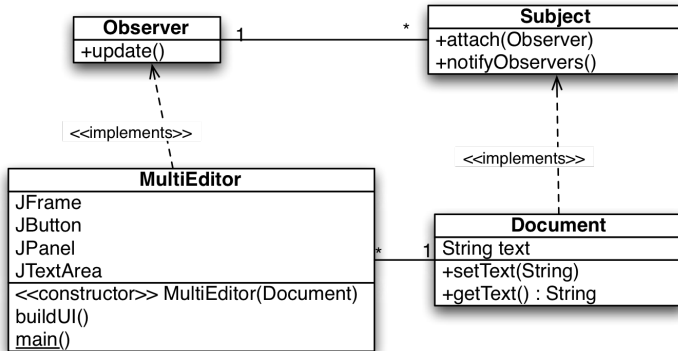 Observer
+update()
1
*
Subject
+attach(Observer)
+notifyObservers()
<<implements>>
<<implements>>
MultiEditor
JFrame
JButton
JPanel
JTextArea
<<constructor>> MultiEditor(Document)
buildUI()
main()
*
1
Document
String text
+setText(String)
+getText() : String